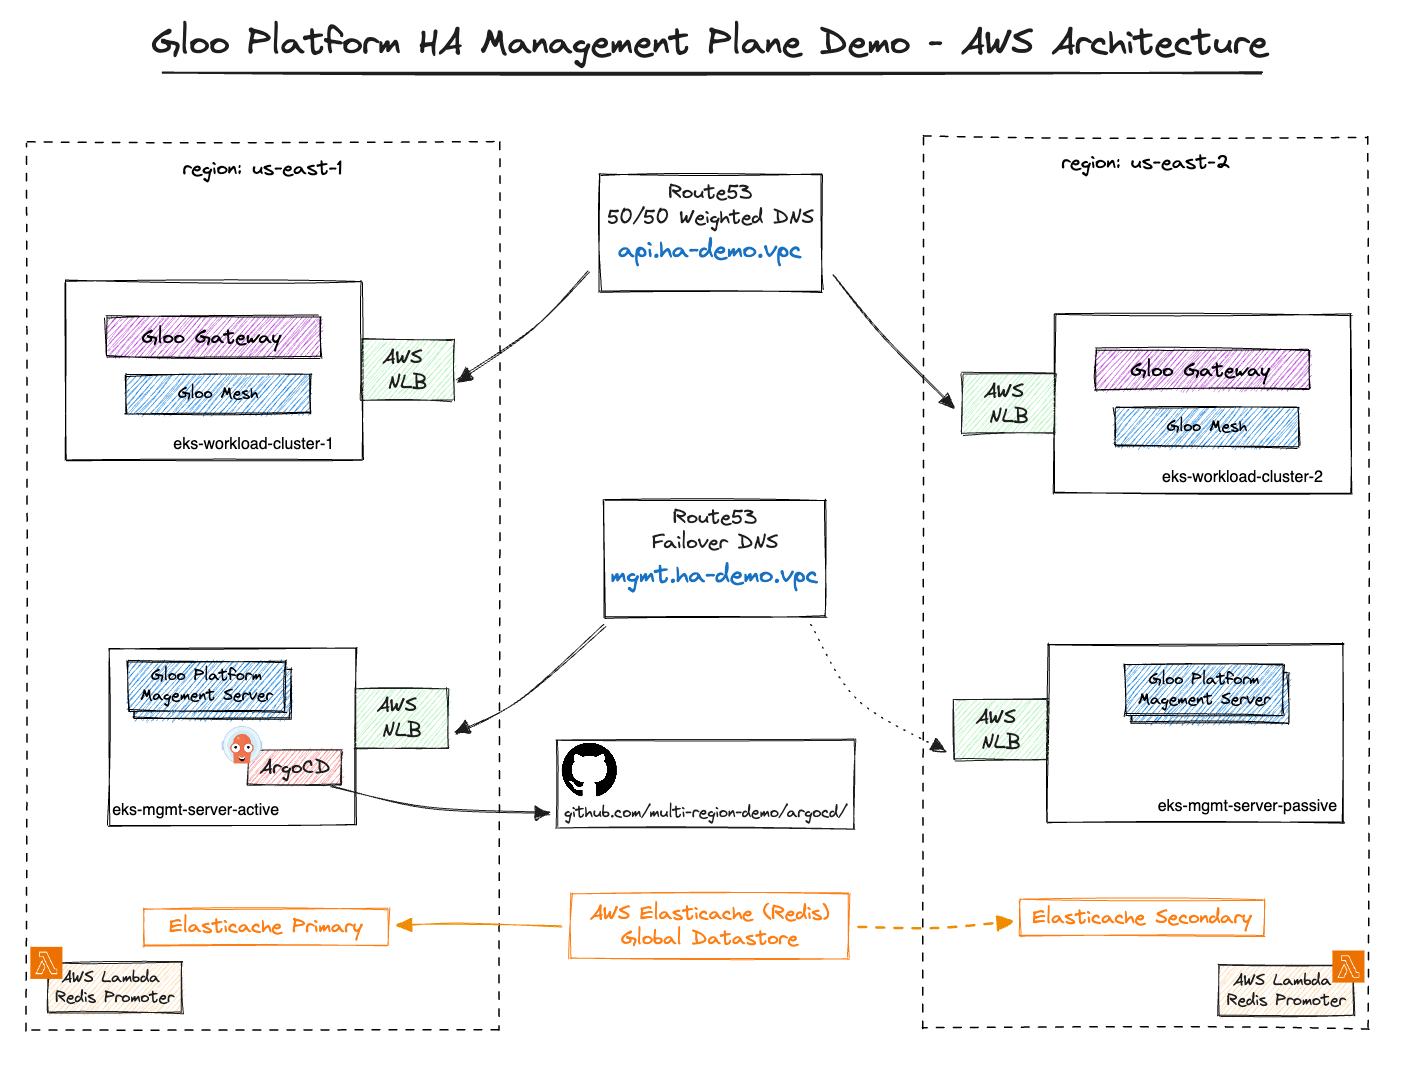 Gloo Platform HA Management Plane Demo - AWS Architecture
region: us-east-1
region: us-east-2
Route53
50/50 Weighted DNS
api.ha-demo.vpc
Gloo Gateway
Gloo Mesh
eks-workload-cluster-1
AWS
NLB
AWS
NLB
Gloo Gateway
Gloo Mesh
eks-workload-cluster-2
Route53
Failover DNS
mgmt.ha-demo.vpc
Gloo Platform
Magement Server
ArgoCD
eks-mgmt-server-active
AWS
NLB
github.com/multi-region-demo/argocd/
AWS
NLB
Gloo Platform
Magement Server
eks-mgmt-server-passive
Elasticache Primary
AWS Elasticache (Redis)
Global Datastore
Elasticache Secondary
AWS Lambda
Redis Promoter
AWS Lambda
Redis Promoter